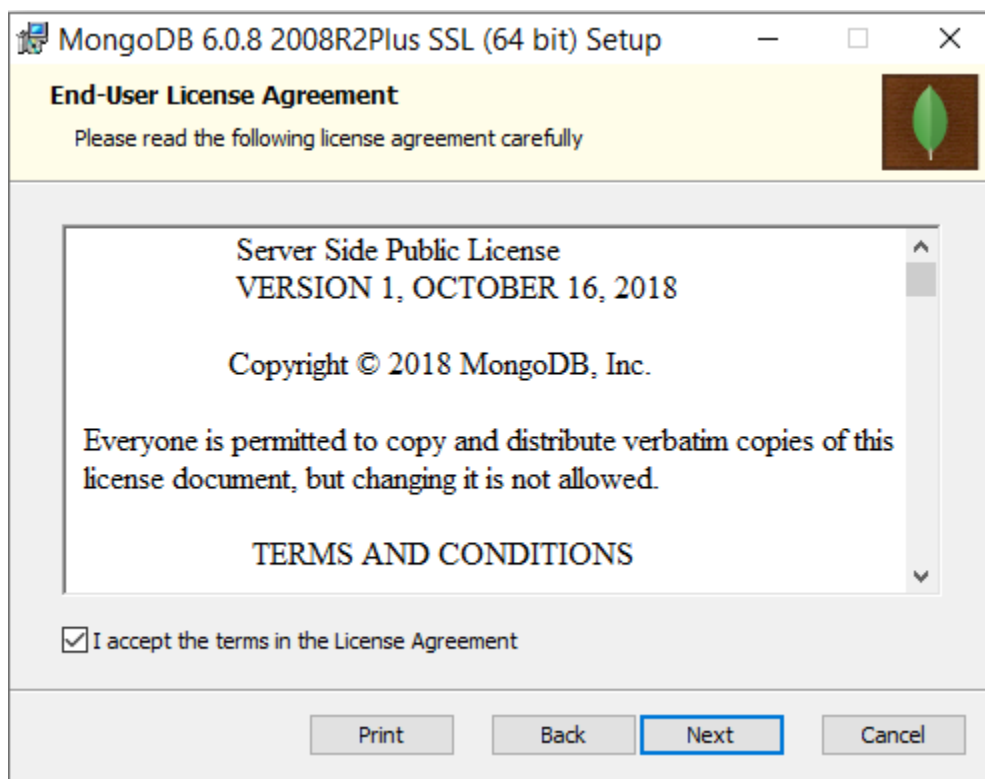 MongoDB 6.0.8 2008R2Plus SSL (64 bit) Setup
End-User License Agreement
Please read the following license agreement carefully
Server Side Public License
VERSION 1, OCTOBER 16, 2018
Copyright © 2018 MongoDB, Inc.
Everyone is permitted to copy and distribute verbatim copies of this
license document, but changing it is not allowed.
TERMS AND CONDITIONS
I accept the terms in the License Agreement
Print Back Next Cancel